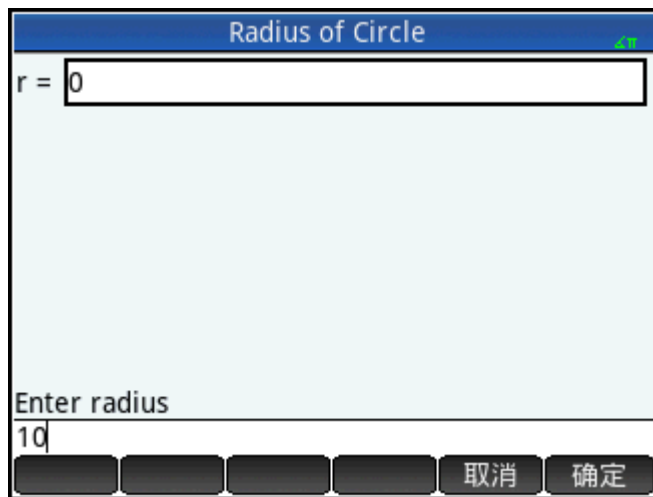 Radius of Circle
∡π
r = 0
Enter radius
10
取消 确定